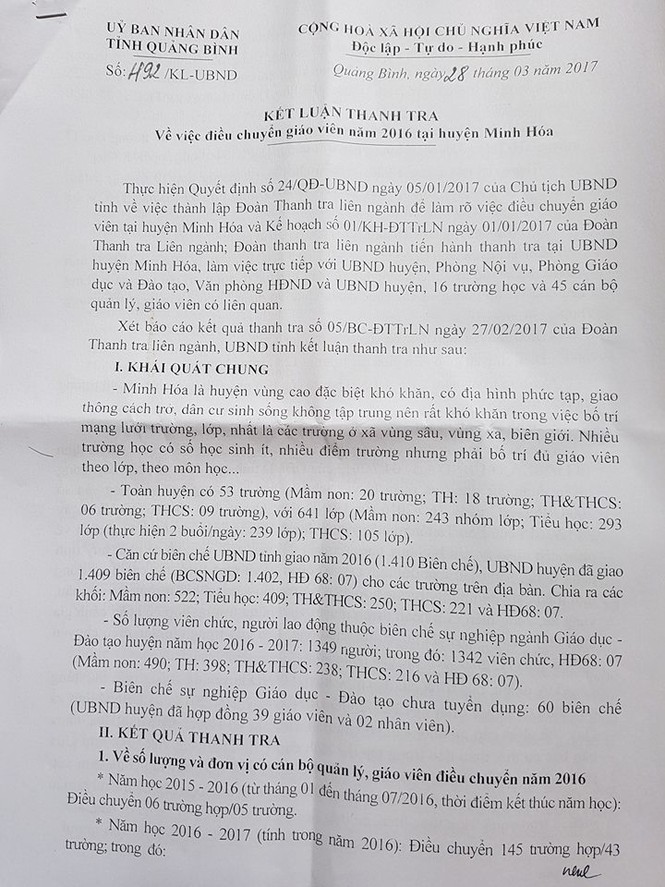 UỶ BAN NHÂN DÂN
TỈNH QUẢNG BÌNH
Số: 492/KL-UBND
CỘNG HOÀ XÃ HỘI CHỦ NGHĨA VIỆT NAM
Độc lập - Tự do - Hạnh phúc
Quảng Bình, ngày 28 tháng 03 năm 2017
KẾT LUẬN THANH TRA
Về việc điều chuyển giáo viên năm 2016 tại huyện Minh Hóa
Thực hiện Quyết định số 24/QĐ-UBND ngày 05/01/2017 của Chủ tịch UBND
tỉnh về việc thành lập Đoàn Thanh tra liên ngành để làm rõ việc điều chuyển giáo
viên tại huyện Minh Hóa và Kế hoạch số 01/KH-ĐTTrLN ngày 01/01/2017 của Đoàn
Thanh tra Liên ngành; Đoàn thanh tra liên ngành tiến hành thanh tra tại UBND
huyện Minh Hóa, làm việc trực tiếp với UBND huyện, Phòng Nội vụ, Phòng Giáo
dục và Đào tạo, Văn phòng HĐND và UBND huyện, 16 trường học và 45 cán bộ
quản lý, giáo viên có liên quan.
Xét báo cáo kết quả thanh tra số 05/BC-ĐTTrLN ngày 27/02/2017 của Đoàn
Thanh tra liên ngành, UBND tỉnh kết luận thanh tra như sau:
I. KHÁI QUÁT CHUNG
- Minh Hóa là huyện vùng cao đặc biệt khó khăn, có địa hình phức tạp, giao
thông cách trở, dân cư sinh sống không tập trung nên rất khó khăn trong việc bố trí
mạng lưới trường, lớp, nhất là các trường ở xã vùng sâu, vùng xa, biên giới. Nhiều
trường học có số học sinh ít, nhiều điểm trường nhưng phải bố trí đủ giáo viên
theo lớp, theo môn học...
- Toàn huyện có 53 trường (Mầm non: 20 trường; TH: 18 trường; TH&THCS:
06 trường; THCS: 09 trường), với 641 lớp (Mầm non: 243 nhóm lớp; Tiểu học: 293
lớp (thực hiện 2 buổi/ngày: 239 lớp); THCS: 105 lớp).
- Căn cứ biên chế UBND tỉnh giao năm 2016 (1.410 Biên chế), UBND huyện đã giao
1.409 biên chế (BCSNGD: 1.402, HĐ 68: 07) cho các trường trên địa bàn. Chia ra các
khối: Mầm non: 522; Tiểu học: 409; TH&THCS: 250; THCS: 221 và HĐ68: 07.
- Số lượng viên chức, người lao động thuộc biên chế sự nghiệp ngành Giáo dục -
Đào tạo huyện năm học 2016 - 2017: 1349 người; trong đó: 1342 viên chức, HĐ68: 07
(Mầm non: 490; TH: 398; TH&THCS: 238; THCS: 216 và HĐ 68: 07).
- Biên chế sự nghiệp Giáo dục - Đào tạo chưa tuyển dụng: 60 biên chế
(UBND huyện đã hợp đồng 39 giáo viên và 02 nhân viên).
II. KẾT QUẢ THANH TRA
1. Về số lượng và đơn vị có cán bộ quản lý, giáo viên điều chuyển năm 2016
* Năm học 2015 - 2016 (từ tháng 01 đến tháng 07/2016, thời điểm kết thúc năm học):
Điều chuyển 06 trường hợp/05 trường.
* Năm học 2016 - 2017 (tính trong năm 2016): Điều chuyển 145 trường hợp/43
trường; trong đó: